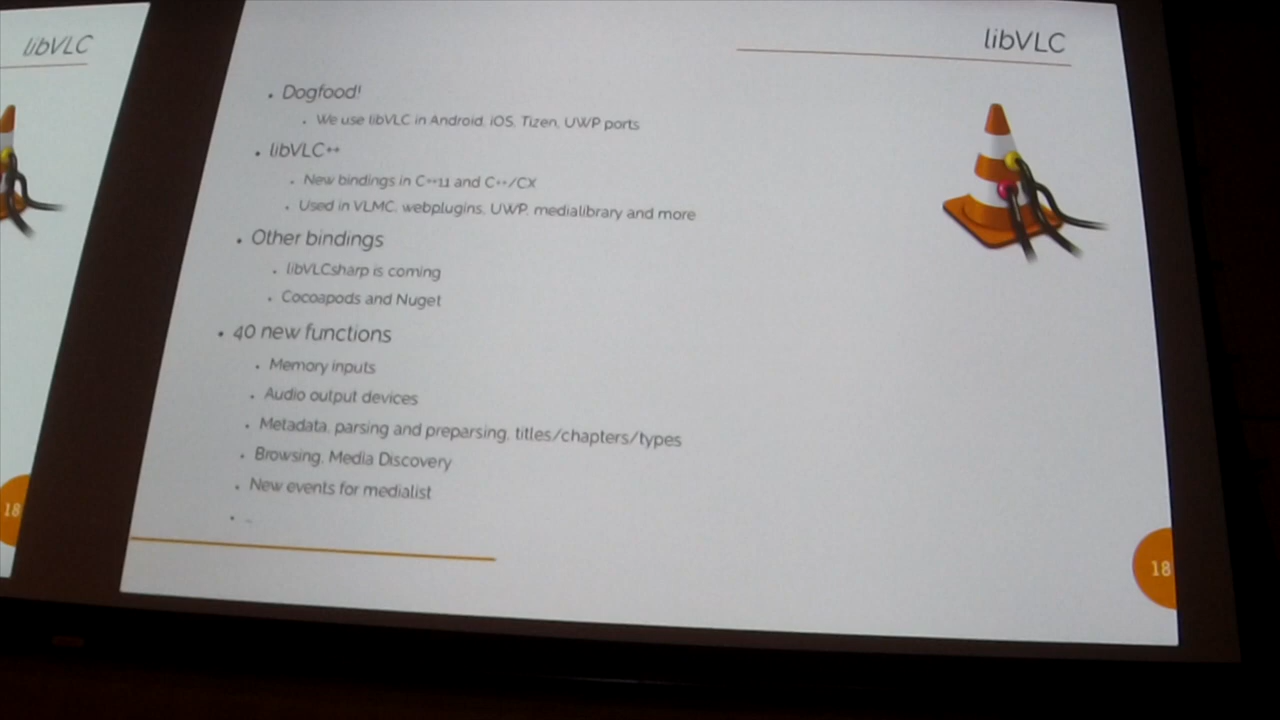 libVLC
libVLC
Dogfood!
We use libVLC in Android, iOS, Tizen, UWP ports
libVLC++
New bindings in C++11 and C++/CX
Used in VLMC, webplugins, UWP, medialibrary and more
Other bindings
libVLCsharp is coming
Cocoapods and Nuget
40 new functions
Memory inputs
Audio output devices
Metadata, parsing and preparsing, titles/chapters/types
Browsing, Media Discovery
New events for medialist
...
18
18